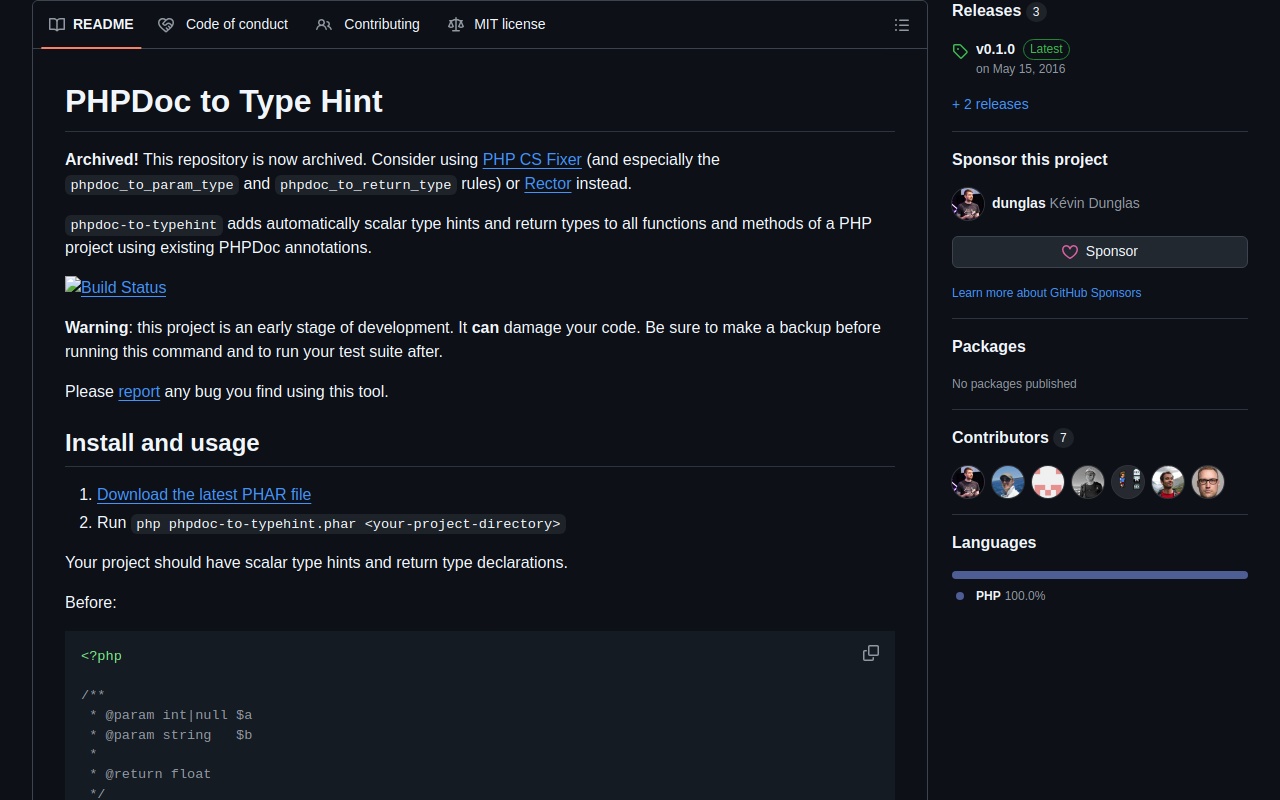 README
Code of conduct
Contributing
MIT license
PHPDoc to Type Hint
Archived! This repository is now archived. Consider using PHP CS Fixer (and especially the
phpdoc_to_param_type and phpdoc_to_return_type rules) or Rector instead.
phpdoc-to-typehint adds automatically scalar type hints and return types to all functions and methods of a PHP
project using existing PHPDoc annotations.
Build Status
Warning: this project is an early stage of development. It can damage your code. Be sure to make a backup before
running this command and to run your test suite after.
Please report any bug you find using this tool.
Install and usage
1. Download the latest PHAR file
2. Run php phpdoc-to-typehint.phar <your-project-directory>
Your project should have scalar type hints and return type declarations.
Before:
<?php
/**
 * @param int|null $a
 * @param string   $b
 *
 * @return float
 */
Releases 3
v0.1.0 Latest
on May 15, 2016
+ 2 releases
Sponsor this project
dunglas Kévin Dunglas
Sponsor
Learn more about GitHub Sponsors
Packages
No packages published
Contributors 7
Languages
PHP 100.0%